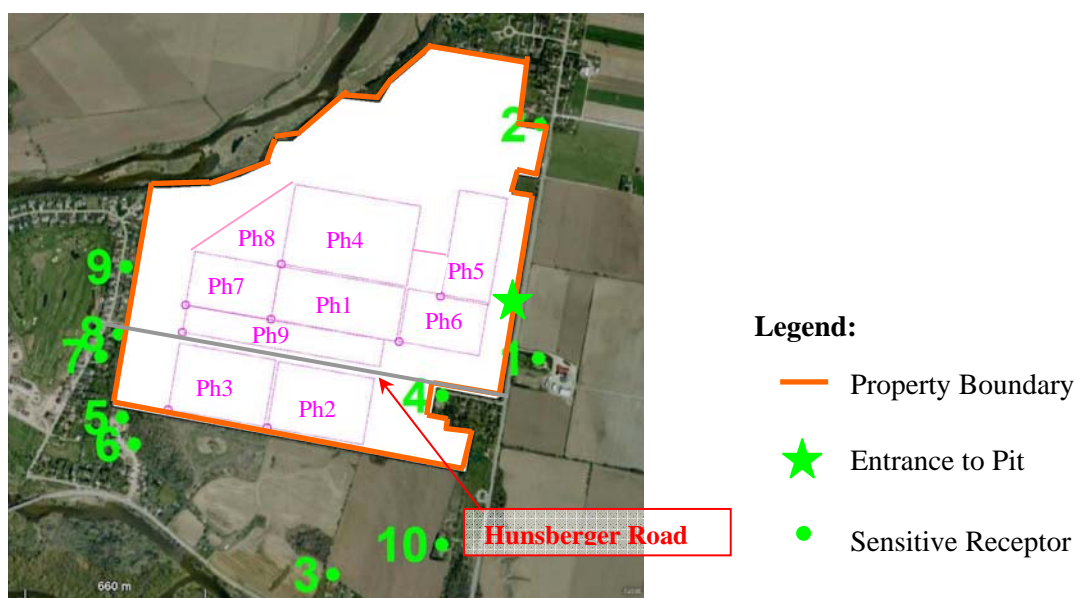 2
Ph8
Ph4
9
Ph5
Ph7
Ph1
Ph6
8
Ph9
7
1
4
Ph3
Ph2
5
6
10
3
660 m
Hunsberger Road
Legend:
Property Boundary
Entrance to Pit
Sensitive Receptor